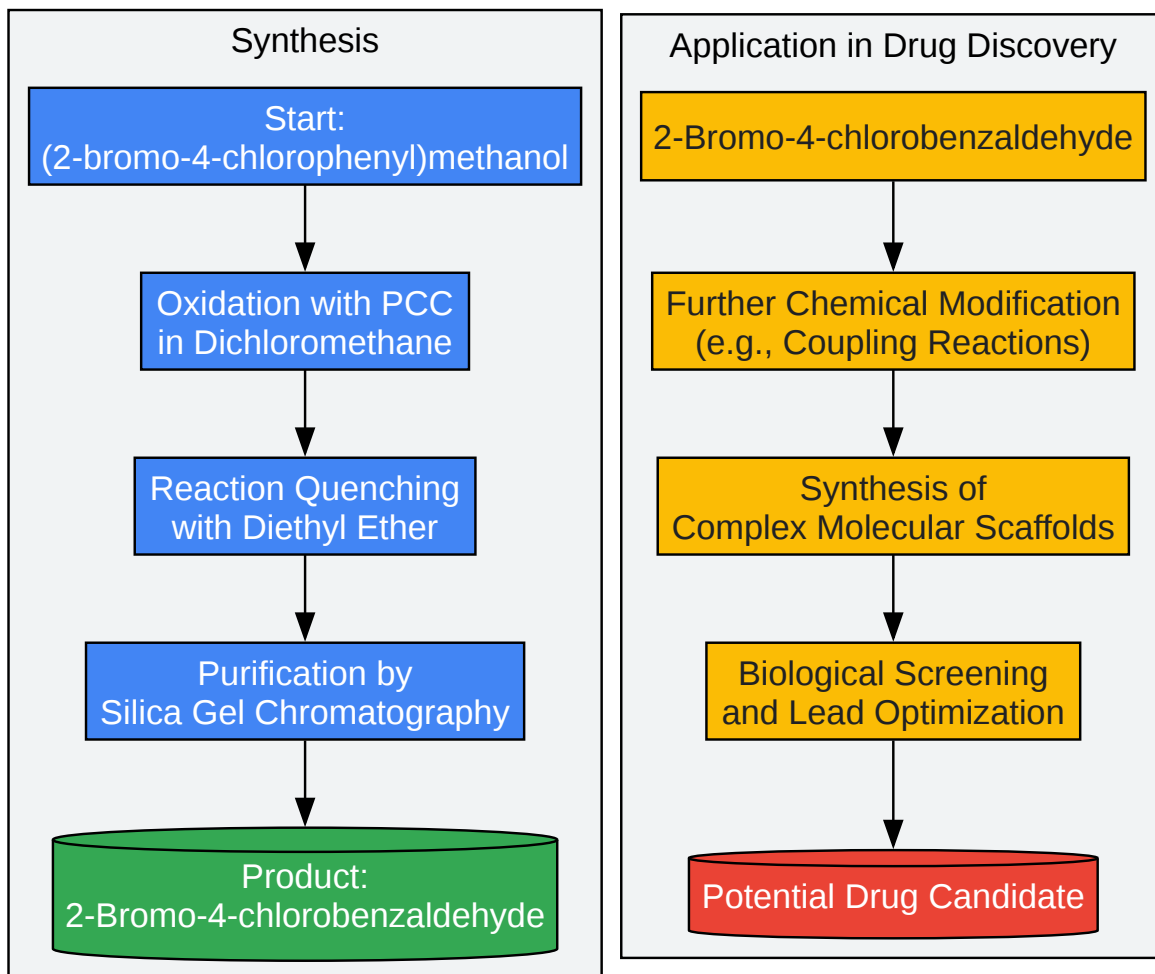 Synthesis
Start:
(2-bromo-4-chlorophenyl)methanol
Oxidation with PCC
in Dichloromethane
Reaction Quenching
with Diethyl Ether
Purification by
Silica Gel Chromatography
Product:
2-Bromo-4-chlorobenzaldehyde
Application in Drug Discovery
2-Bromo-4-chlorobenzaldehyde
Further Chemical Modification
(e.g., Coupling Reactions)
Synthesis of
Complex Molecular Scaffolds
Biological Screening
and Lead Optimization
Potential Drug Candidate